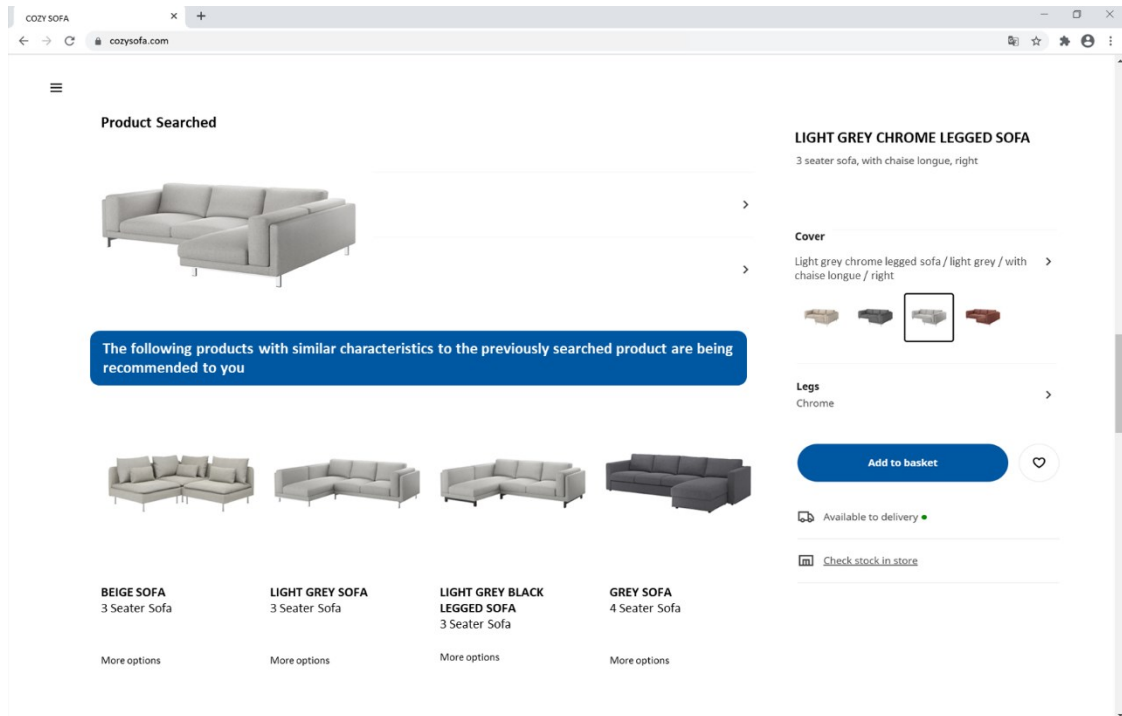 COZY SOFA
cozysofa.com
Product Searched
LIGHT GREY CHROME LEGGED SOFA
3 seater sofa, with chaise longue, right
Cover
Light grey chrome legged sofa / light grey / with
chaise longue / right
The following products with similar characteristics to the previously searched product are being
recommended to you
Legs
Chrome
Add to basket
Available to delivery
Check stock in store
BEIGE SOFA
3 Seater Sofa
More options
LIGHT GREY SOFA
3 Seater Sofa
More options
LIGHT GREY BLACK
LEGGED SOFA
3 Seater Sofa
More options
GREY SOFA
4 Seater Sofa
More options